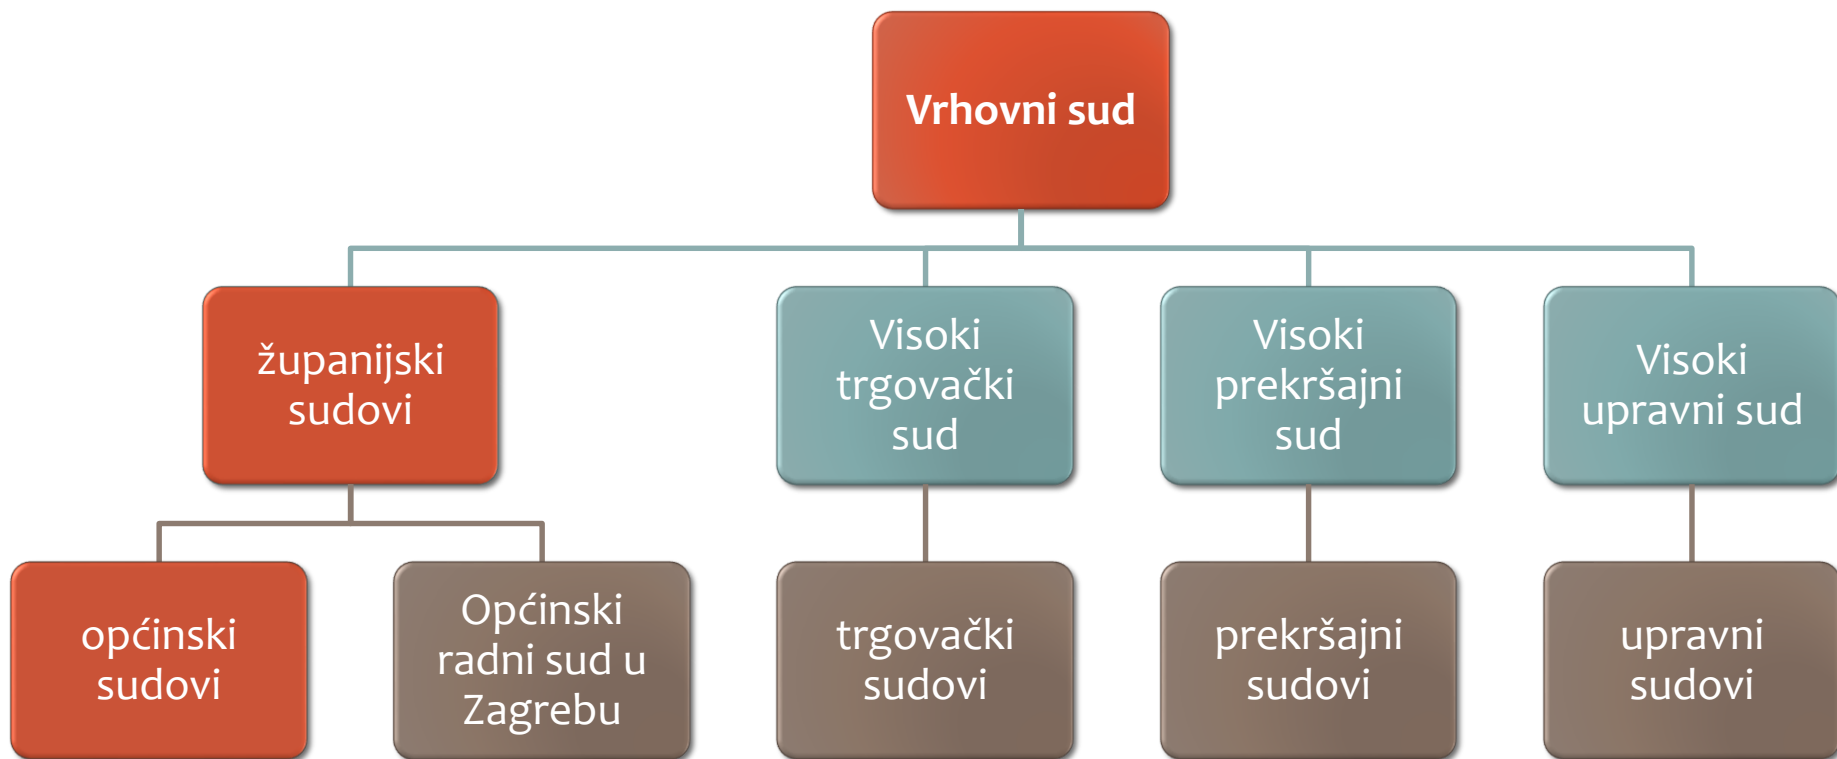 Vrhovni sud
županijski
sudovi
Visoki
trgovački
sud
Visoki
prekršajni
sud
Visoki
upravni sud
općinski
sudovi
Općinski
radni sud u
Zagrebu
trgovački
sudovi
prekršajni
sudovi
upravni
sudovi